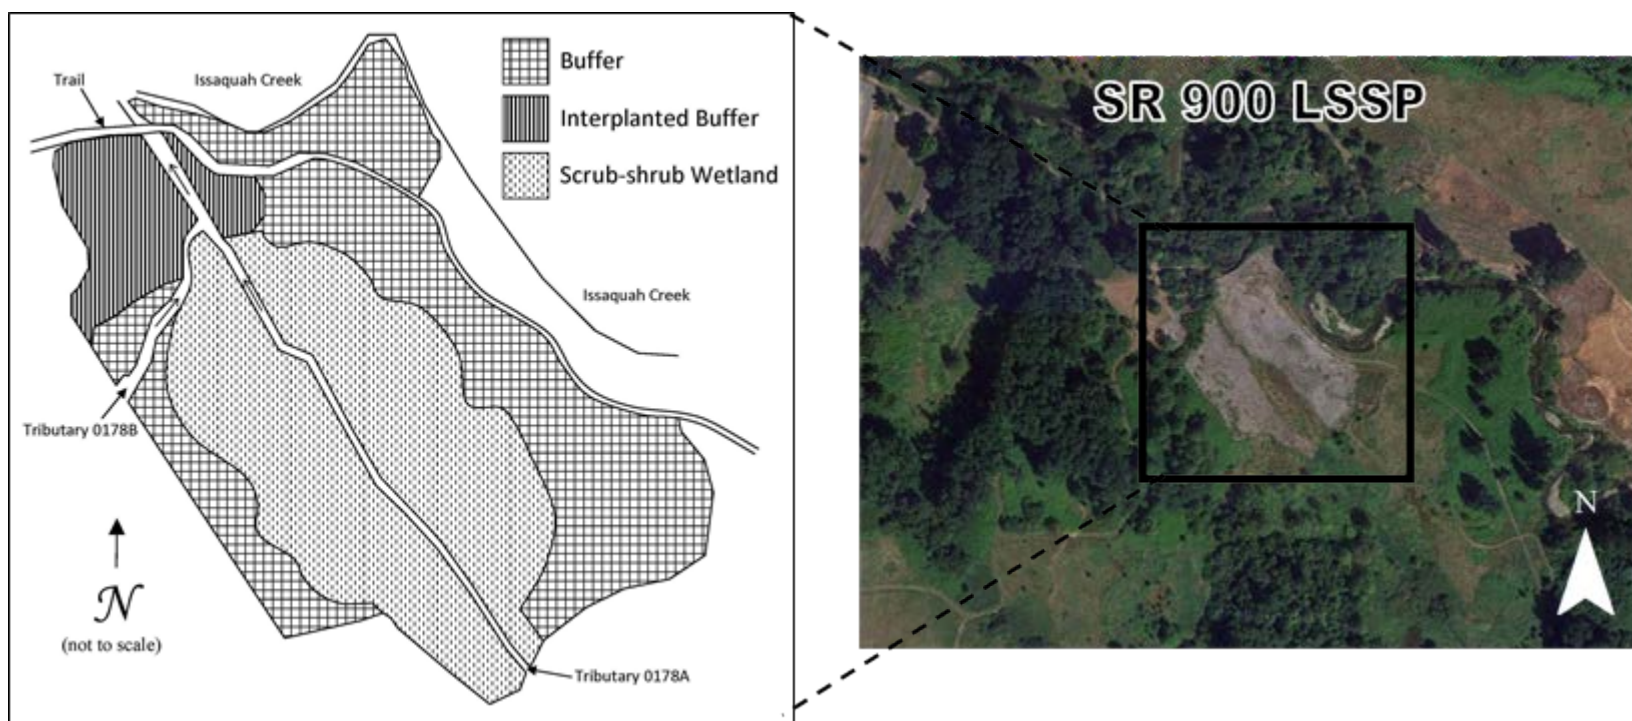 Trail
Issaquah Creek
Buffer
Interplanted Buffer
Scrub-shrub Wetland
Issaquah Creek
Tributary 0178B
N
(not to scale)
Tributary 0178A
SR 900 LSSP
N